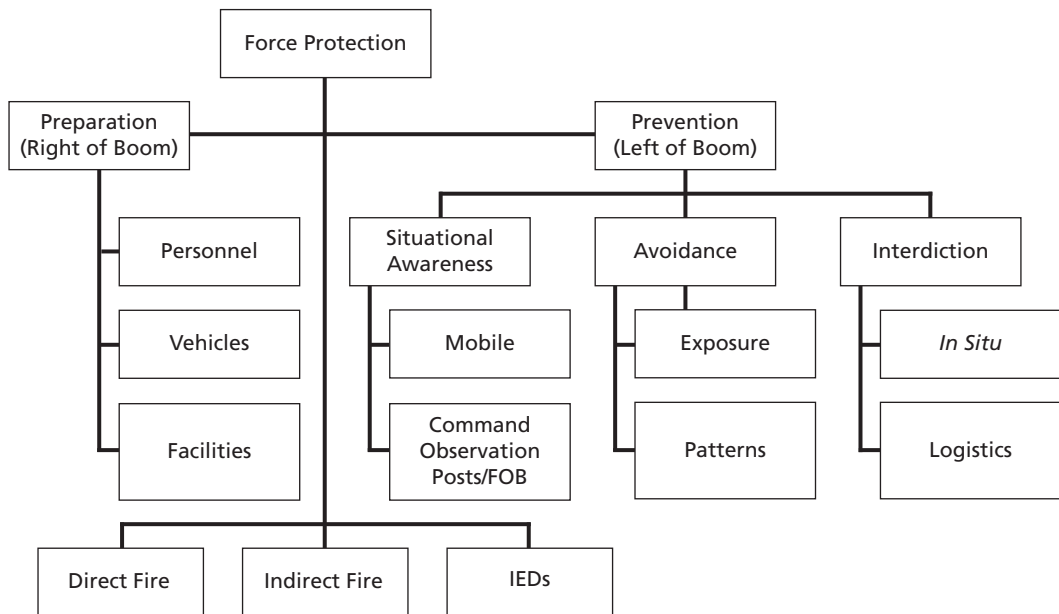 Force Protection
Preparation
(Right of Boom)
Prevention
(Left of Boom)
Personnel
Vehicles
Facilities
Situational
Awareness
Mobile
Command
Observation
Posts/FOB
Avoidance
Exposure
Patterns
Interdiction
In Situ
Logistics
Direct Fire
Indirect Fire
IEDs